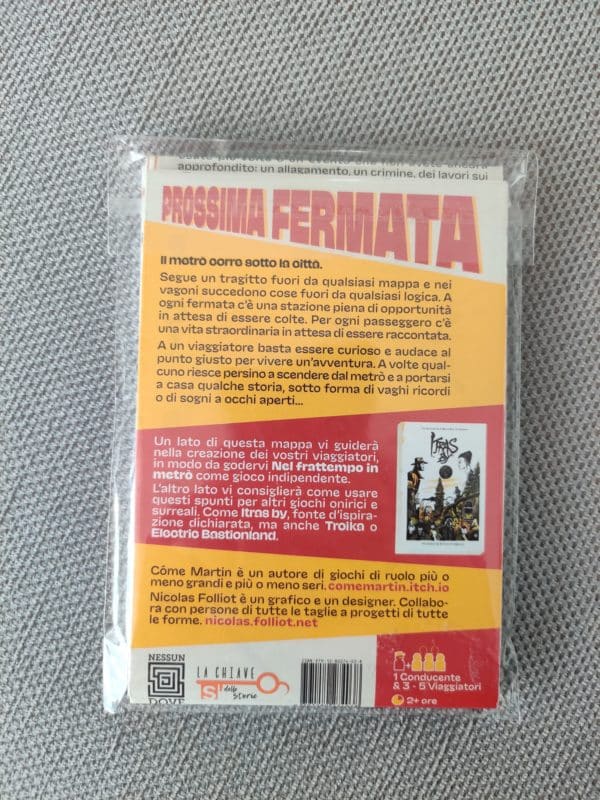 approfondito: un allagamento, un crimine, dei lavori sui
PROSSIMA FERMATA
Il metrò corre sotto la città.
Segue un tragitto fuori da qualsiasi mappa e nei
vagoni succedono cose fuori da qualsiasi logica. A
ogni fermata c'è una stazione piena di opportunità
in attesa di essere colte. Per ogni passeggero c'è
una vita straordinaria in attesa di essere raccontata.
A un viaggiatore basta essere curioso e audace al
punto giusto per vivere un'avventura. A volte qual-
cuno riesce persino a scendere dal metrò e a portarsi
a casa qualche storia, sotto forma di vaghi ricordi
o di sogni a occhi aperti...
Un lato di questa mappa vi guiderà
nella creazione dei vostri viaggiatori,
in modo da godervi Nel frattempo in
metrò come gioco indipendente.
L'altro lato vi consiglierà come usare
questi spunti per altri giochi onirici e
surreali. Come Itras by, fonte d'ispira-
zione dichiarata, ma anche Troika o
Electric Bastionland.
ITRAS BY
Côme Martin è un autore di giochi di ruolo più o
meno grandi e più o meno seri. comemartin.itch.io
Nicolas Folliot è un grafico e un designer. Collabo-
ra con persone di tutte le taglie a progetti di tutte
le forme. nicolas.folliot.net
NESSUN
DOVE
LA CHIAVE
delle
Storie
1 Conducente
& 3 - 5 Viaggiatori
2+ ore